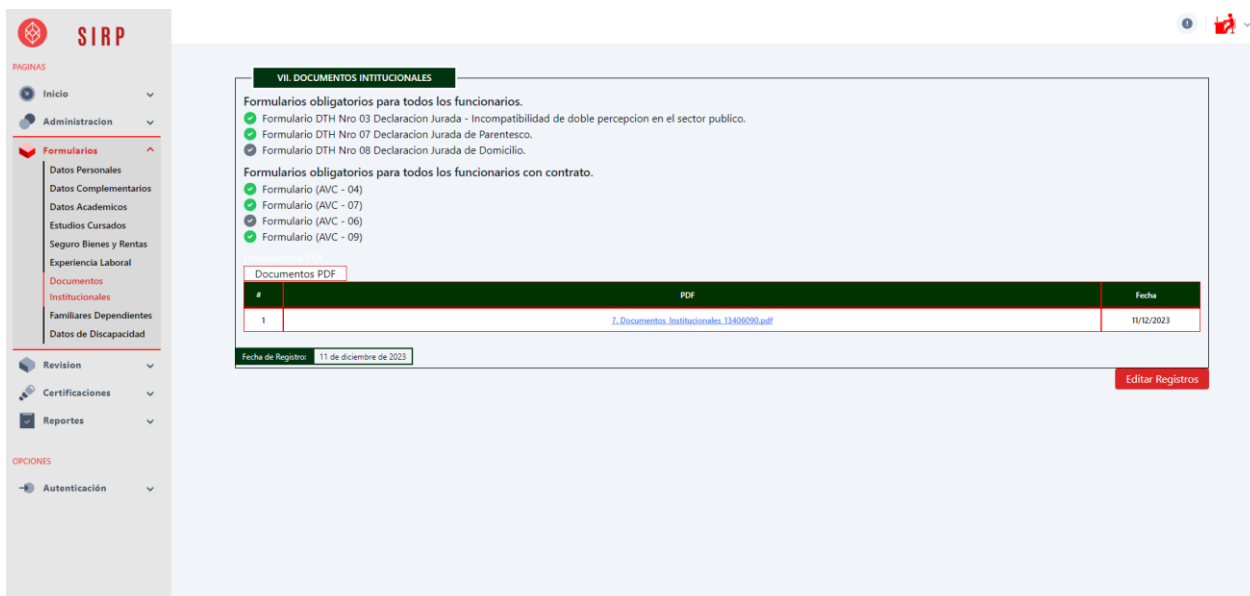 SIRP
PAGINAS
Inicio
Administracion
Formularios
Datos Personales
Datos Complementarios
Datos Academicos
Estudios Cursados
Seguro Bienes y Rentas
Experiencia Laboral
Documentos
Institucionales
Familiares Dependientes
Datos de Discapacidad
Revision
Certificaciones
Reportes
OPCIONES
Autenticación
VII. DOCUMENTOS INTITUCIONALES
Formularios obligatorios para todos los funcionarios.
Formulario DTH Nro 03 Declaracion Jurada - Incompatibilidad de doble percepcion en el sector publico.
Formulario DTH Nro 07 Declaracion Jurada de Parentesco.
Formulario DTH Nro 08 Declaracion Jurada de Domicilio.
Formularios obligatorios para todos los funcionarios con contrato.
Formulario (AVC - 04)
Formulario (AVC - 07)
Formulario (AVC - 06)
Formulario (AVC - 09)
Documentos PDF
Documentos PDF
# PDF Fecha
1 7. Documentos Institucionales 13406090.pdf 11/12/2023
Fecha de Registro: 11 de diciembre de 2023
Editar Registros